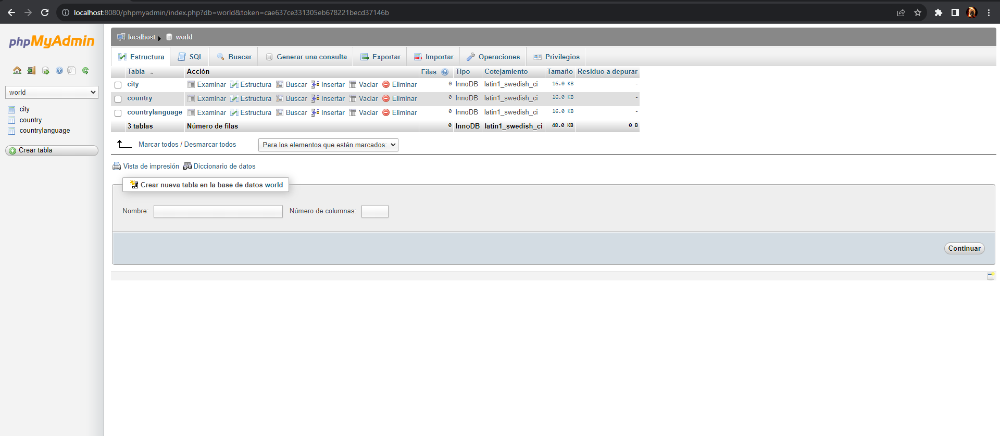 localhost:8080/phpmyadmin/index.php?db=world&token=cae637ce331305eb678221becd37146b
phpMyAdmin
world
city
country
countrylanguage
Crear tabla
localhost world
Estructura SQL Buscar Generar una consulta Exportar Importar Operaciones Privilegios
Tabla Acción Filas Tipo Cotejamiento Tamaño Residuo a depurar
city Examinar Estructura Buscar Insertar Vaciar Eliminar 0 InnoDB latin1_swedish_ci 16.0 KB -
country Examinar Estructura Buscar Insertar Vaciar Eliminar 0 InnoDB latin1_swedish_ci 16.0 KB -
countrylanguage Examinar Estructura Buscar Insertar Vaciar Eliminar 0 InnoDB latin1_swedish_ci 16.0 KB -
3 tablas Número de filas 0 InnoDB latin1_swedish_ci 48.0 KB 0 B
Marcar todos / Desmarcar todos Para los elementos que están marcados:
Vista de impresión Diccionario de datos
Crear nueva tabla en la base de datos world
Nombre: Número de columnas:
Continuar